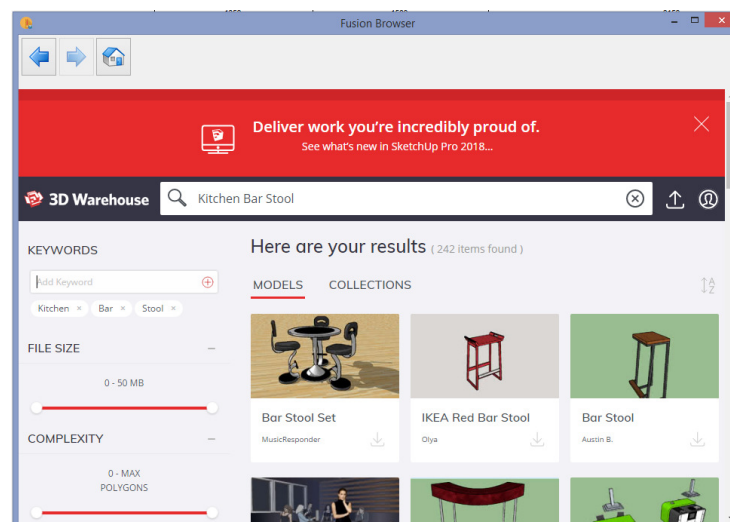 Fusion Browser
Deliver work you're incredibly proud of.
See what's new in SketchUp Pro 2018...
3D Warehouse
Kitchen Bar Stool
KEYWORDS
Add Keyword
Kitchen × Bar × Stool ×
FILE SIZE
0 - 50 MB
COMPLEXITY
0 - MAX
POLYGONS
Here are your results ( 242 items found )
MODELS COLLECTIONS
Bar Stool Set
MusicResponder
IKEA Red Bar Stool
Olya
Bar Stool
Austin B.